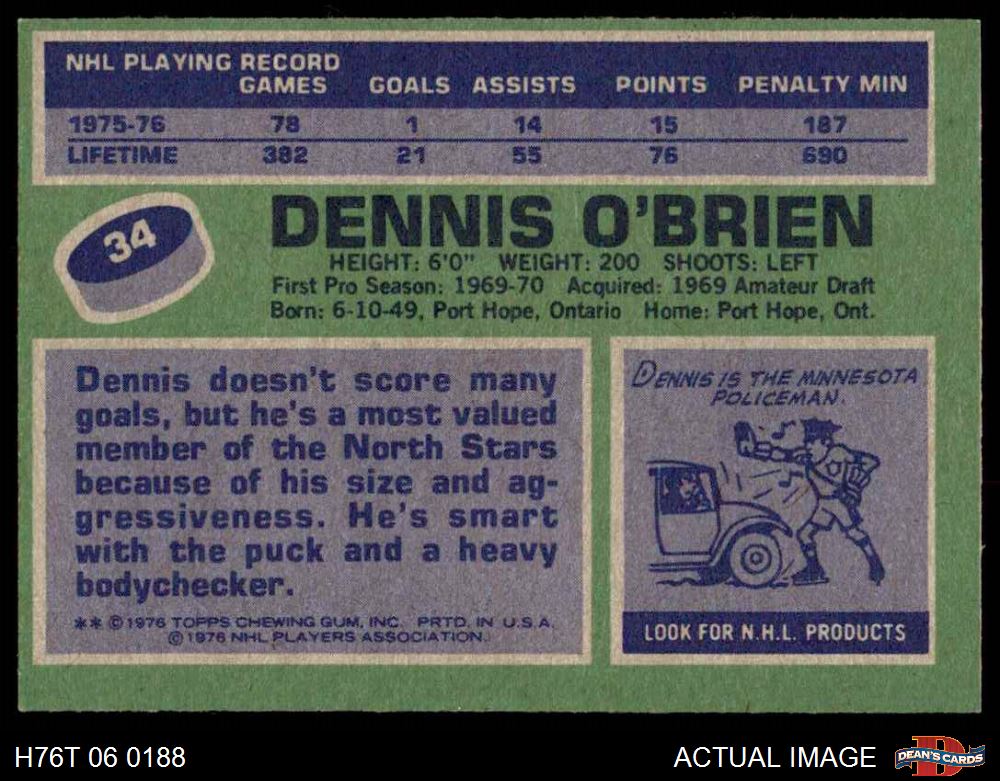 NHL PLAYING RECORD
GAMES GOALS ASSISTS POINTS PENALTY MIN
1975-76 78 1 14 15 187
LIFETIME 382 21 55 76 690
34
DENNIS O'BRIEN
HEIGHT: 6'0" WEIGHT: 200 SHOOTS: LEFT
First Pro Season: 1969-70 Acquired: 1969 Amateur Draft
Born: 6-10-49, Port Hope, Ontario Home: Port Hope, Ont.
Dennis doesn't score many
goals, but he's a most valued
member of the North Stars
because of his size and ag-
gressiveness. He's smart
with the puck and a heavy
bodychecker.
** ©1976 TOPPS CHEWING GUM, INC. PRTD. IN U.S.A.
©1976 NHL PLAYERS ASSOCIATION.
DENNIS IS THE MINNESOTA
POLICEMAN.
LOOK FOR N.H.L. PRODUCTS
H76T 06 0188
ACTUAL IMAGE
D
DEAN'S CARDS